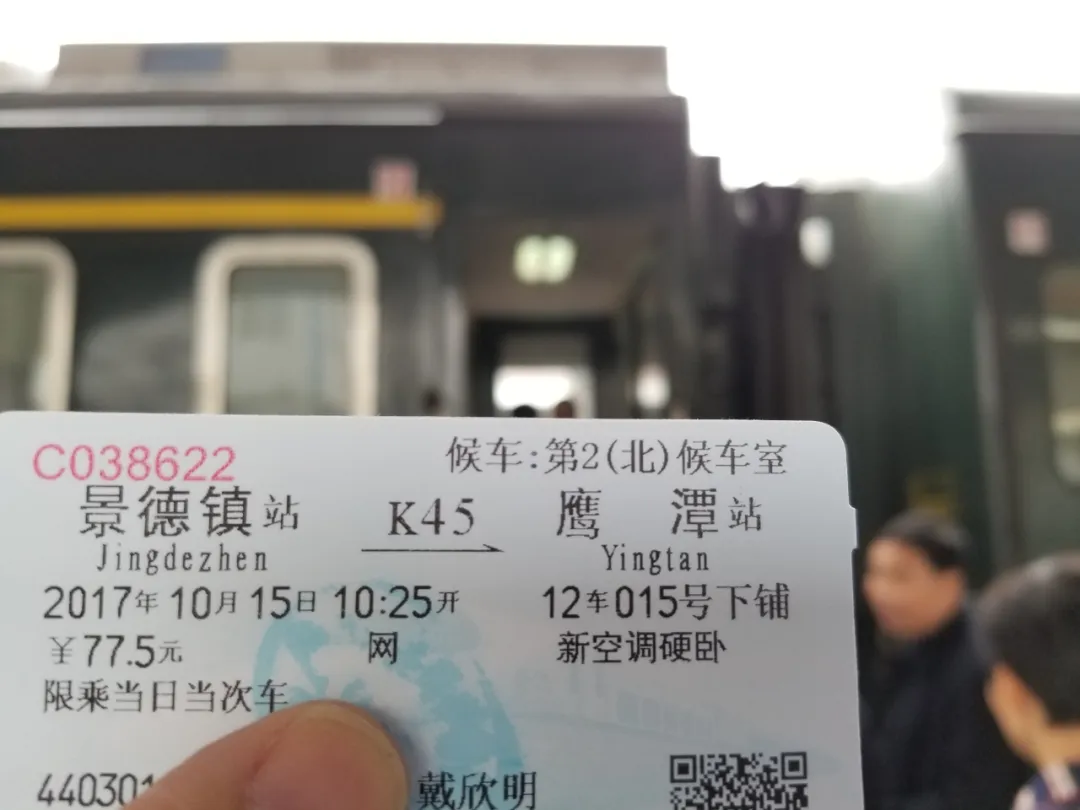 C038622 候车:第2(北)候车室
景德镇站 K45 鹰潭站
Jingdezhen Yingtan
2017年10月15日10:25开 12车015号下铺
￥77.5元 网 新空调硬卧
限乘当日当次车
440301 戴欣明